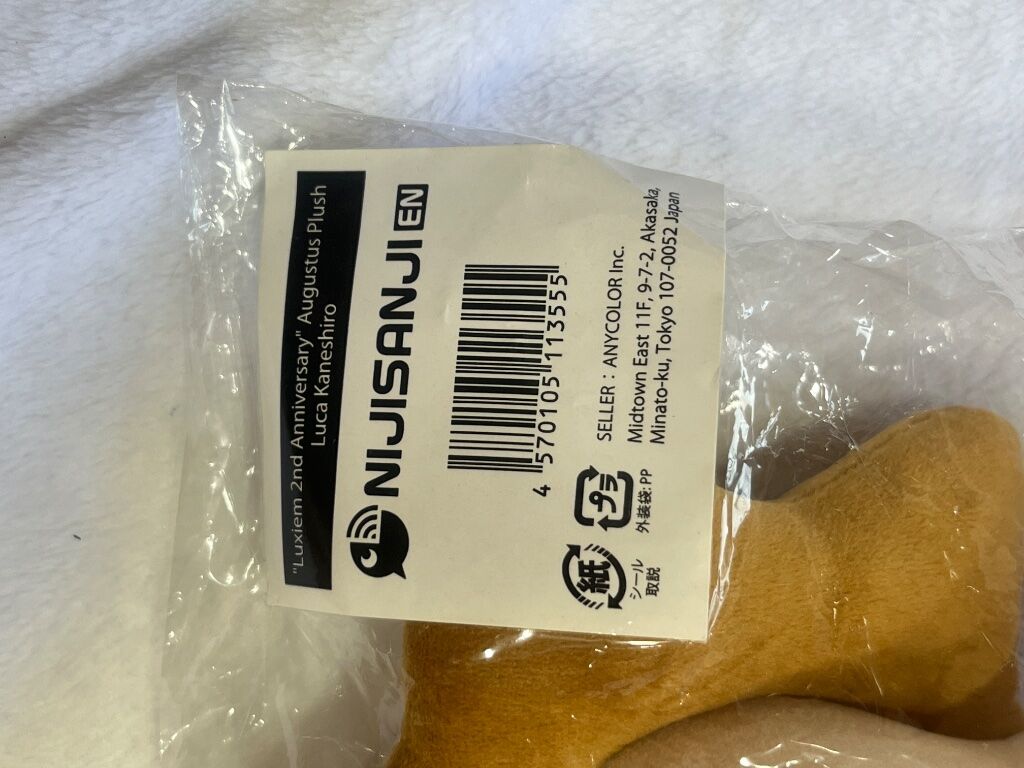 "Luxiem 2nd Anniversary" Augustus Plush
Luca Kaneshiro
NIJISANJI EN
4 570105 113555
SELLER : ANYCOLOR Inc.
Midtown East 11F, 9-7-2, Akasaka,
Minato-ku, Tokyo 107-0052 Japan
紙
シール
取説
プラ
外装袋:PP